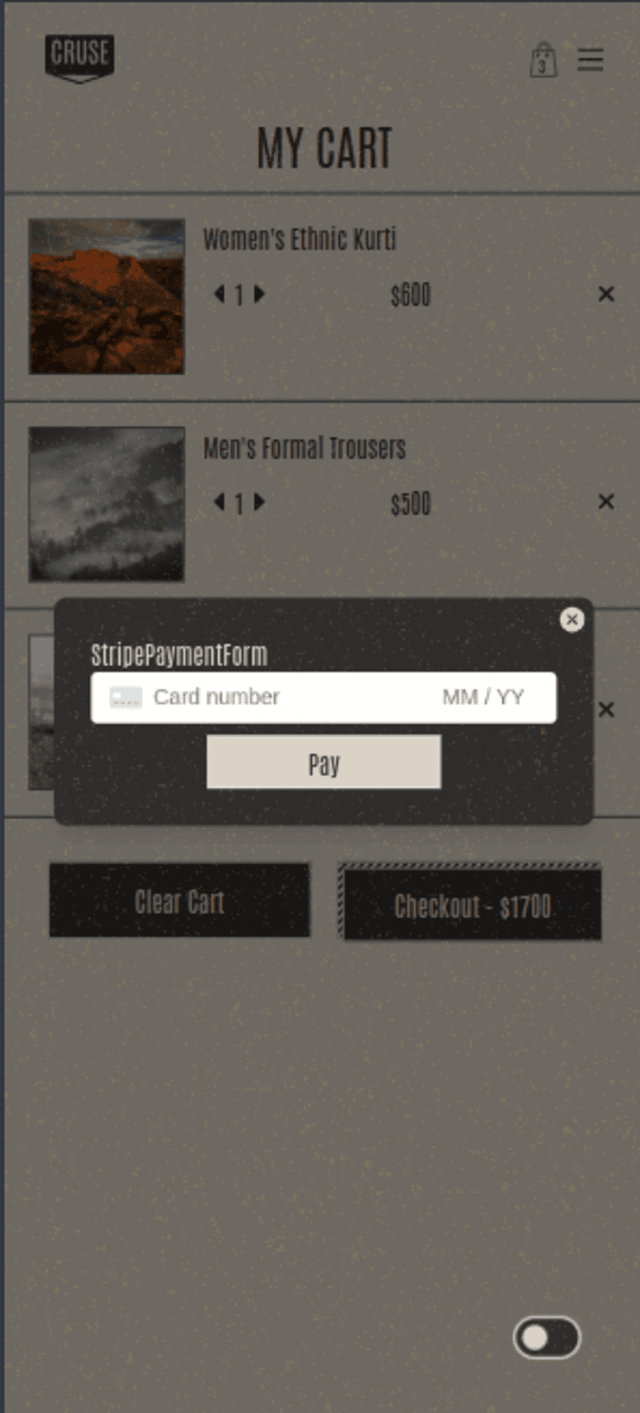 CRUSE
3
MY CART
Women's Ethnic Kurti
1 $600
Men's Formal Trousers
1 $500
StripePaymentForm
Card number MM / YY
Pay
Clear Cart
Checkout - $1700